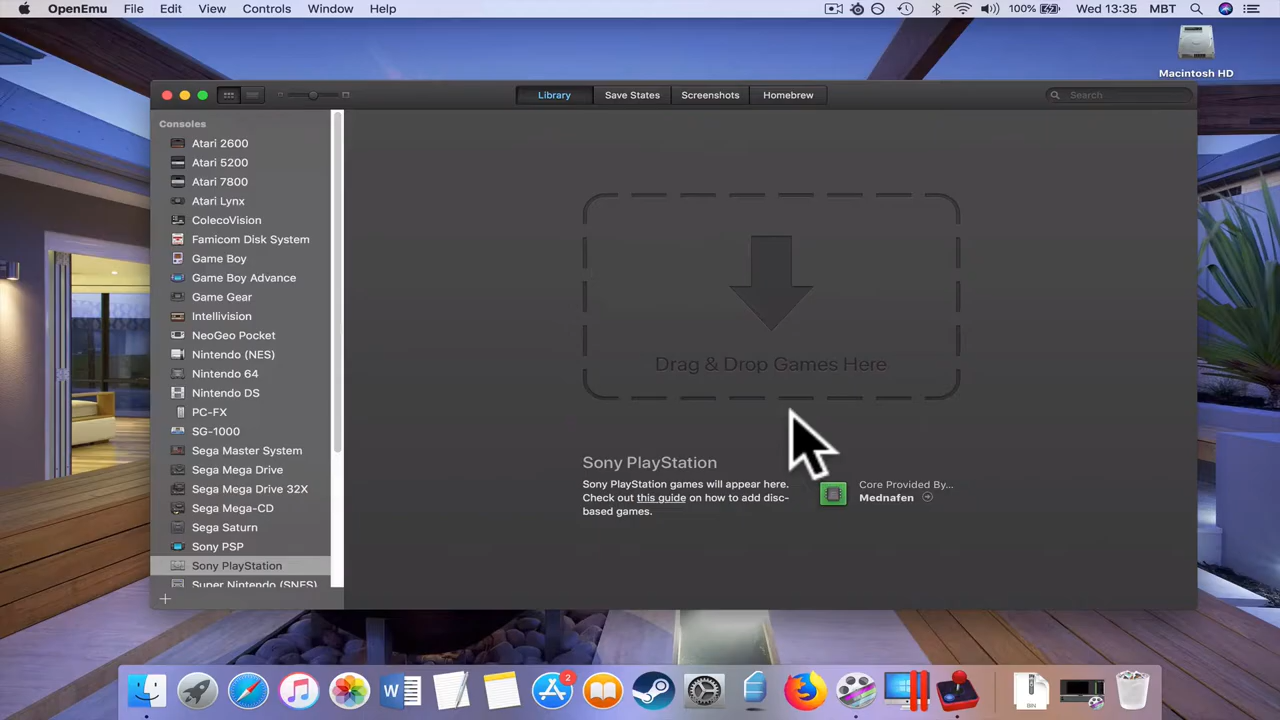 OpenEmu File Edit View Controls Window Help 100% Wed 13:35 MBT
Macintosh HD
Library Save States Screenshots Homebrew Search
Consoles
Atari 2600
Atari 5200
Atari 7800
Atari Lynx
ColecoVision
Famicom Disk System
Game Boy
Game Boy Advance
Game Gear
Intellivision
NeoGeo Pocket
Nintendo (NES)
Nintendo 64
Nintendo DS
PC-FX
SG-1000
Sega Master System
Sega Mega Drive
Sega Mega Drive 32X
Sega Mega-CD
Sega Saturn
Sony PSP
Sony PlayStation
Super Nintendo (SNES)
Drag & Drop Games Here
Sony PlayStation
Sony PlayStation games will appear here.
Check out this guide on how to add disc-
based games.
Core Provided By...
Mednafen
2
W
BIN